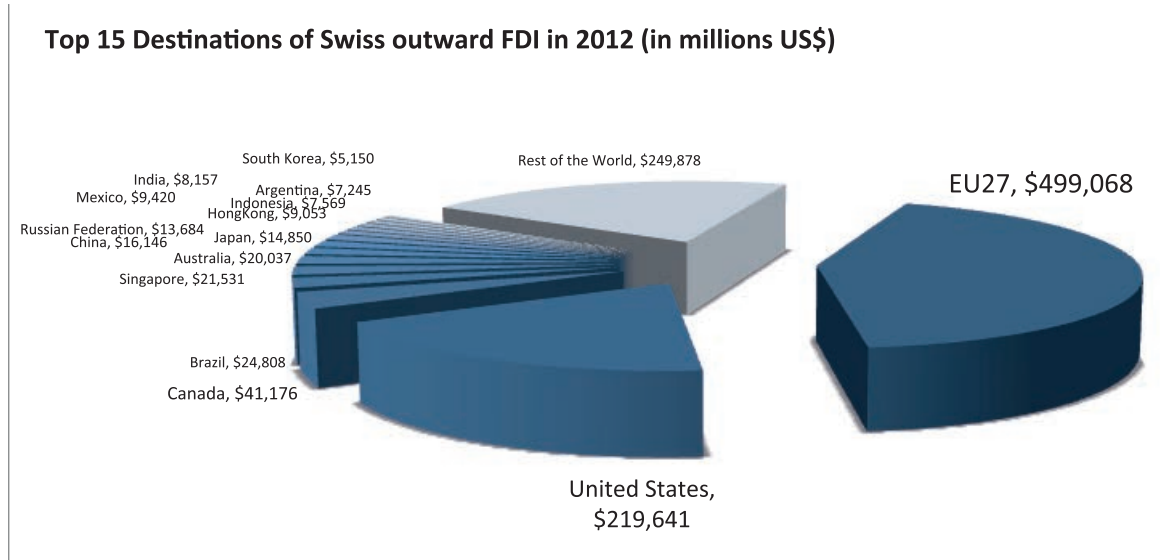 Top 15 Destinations of Swiss outward FDI in 2012 (in millions US$)
South Korea, $5,150
Rest of the World, $249,878
India, $8,157
EU27, $499,068
Argentina, $7,245
Mexico, $9,420
Indonesia, $7,569
HongKong, $9,053
Russian Federation, $13,684
Japan, $14,850
China, $16,146
Australia, $20,037
Singapore, $21,531
Brazil, $24,808
Canada, $41,176
United States,
$219,641